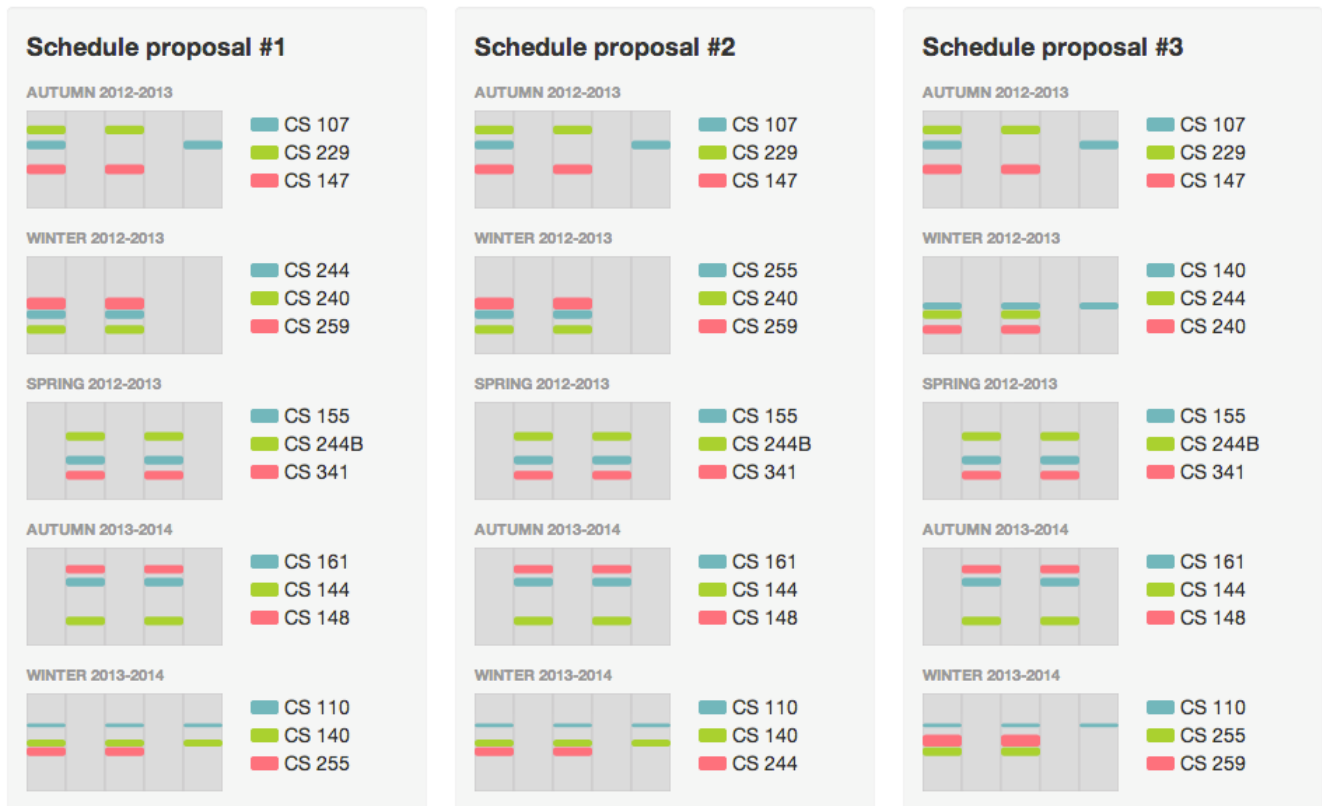 Schedule proposal #1
AUTUMN 2012-2013
CS 107
CS 229
CS 147
WINTER 2012-2013
CS 244
CS 240
CS 259
SPRING 2012-2013
CS 155
CS 244B
CS 341
AUTUMN 2013-2014
CS 161
CS 144
CS 148
WINTER 2013-2014
CS 110
CS 140
CS 255
Schedule proposal #2
AUTUMN 2012-2013
CS 107
CS 229
CS 147
WINTER 2012-2013
CS 255
CS 240
CS 259
SPRING 2012-2013
CS 155
CS 244B
CS 341
AUTUMN 2013-2014
CS 161
CS 144
CS 148
WINTER 2013-2014
CS 110
CS 140
CS 244
Schedule proposal #3
AUTUMN 2012-2013
CS 107
CS 229
CS 147
WINTER 2012-2013
CS 140
CS 244
CS 240
SPRING 2012-2013
CS 155
CS 244B
CS 341
AUTUMN 2013-2014
CS 161
CS 144
CS 148
WINTER 2013-2014
CS 110
CS 255
CS 259